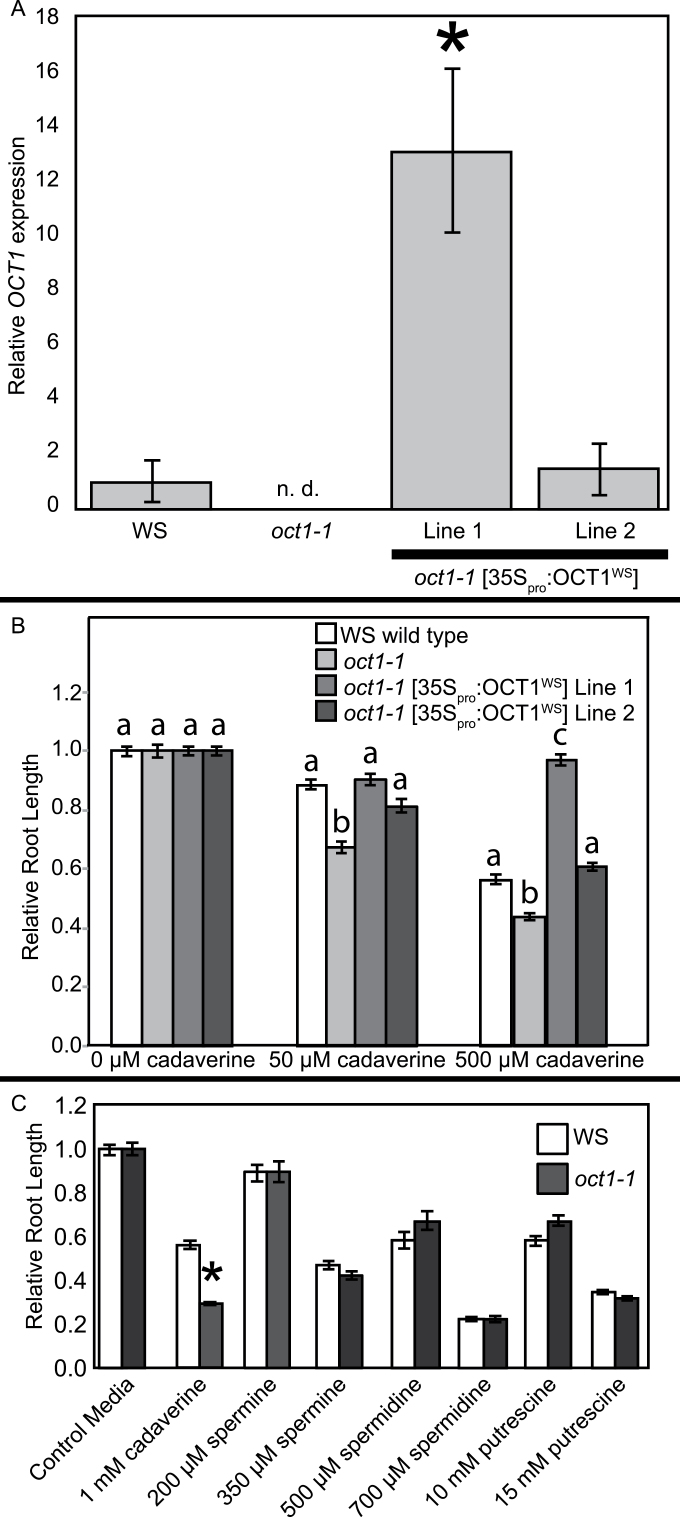 A
18
16
14
12
10
8
6
4
2
0
Relative OCT1 expression
*
n. d.
WS
oct1-1
Line 1
Line 2
oct1-1 [35Spro:OCT1WS]
B
WS wild type
oct1-1
oct1-1 [35Spro:OCT1WS] Line 1
oct1-1 [35Spro:OCT1WS] Line 2
1.2
1.0
0.8
0.6
0.4
0.2
0.0
Relative Root Length
a a a a
a b a a
a b c a
0 µM cadaverine 50 µM cadaverine 500 µM cadaverine
C
1.2
1.0
0.8
0.6
0.4
0.2
0.0
Relative Root Length
WS
oct1-1
*
Control Media
1 mM cadaverine
200 µM spermine
350 µM spermine
500 µM spermidine
700 µM spermidine
10 mM putrescine
15 mM putrescine